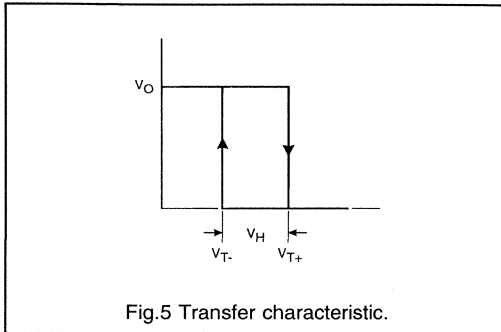 VO
VH
VT- VT+
Fig.5 Transfer characteristic.